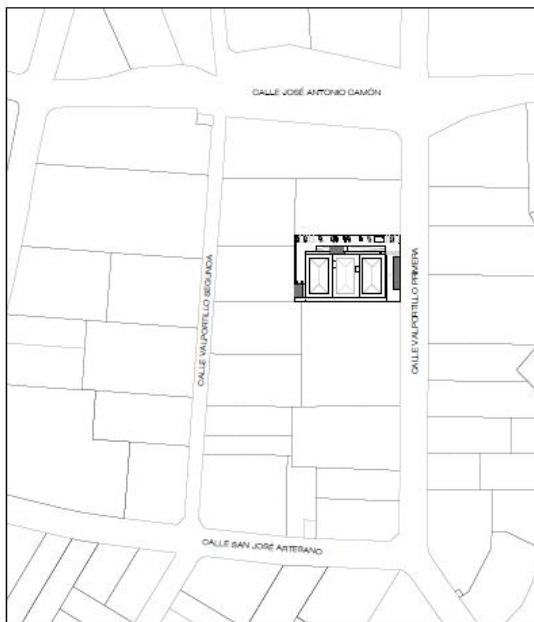 CALLE JOSÉ ANTONIO CAMÓN
CALLE VALPORTILLO SEGUNDA
CALLE VALPORTILLO PRIMERA
CALLE SAN JOSÉ ARTESANO